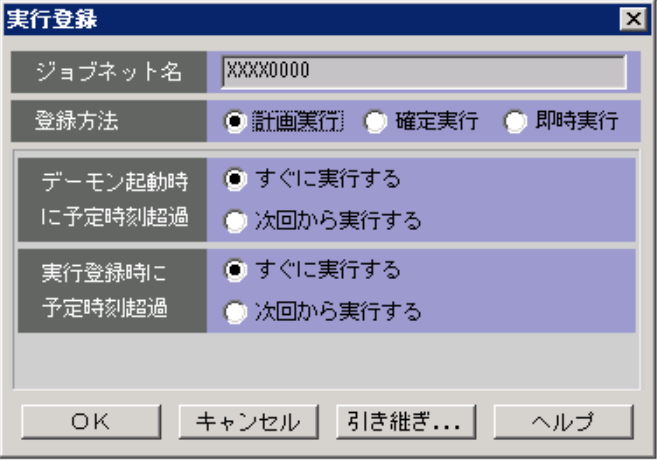 実行登録
ジョブネット名 XXXX0000
登録方法 計画実行 確定実行 即時実行
デーモン起動時
に予定時刻超過
すぐに実行する
次回から実行する
実行登録時に
予定時刻超過
すぐに実行する
次回から実行する
OK キャンセル 引き継ぎ... ヘルプ